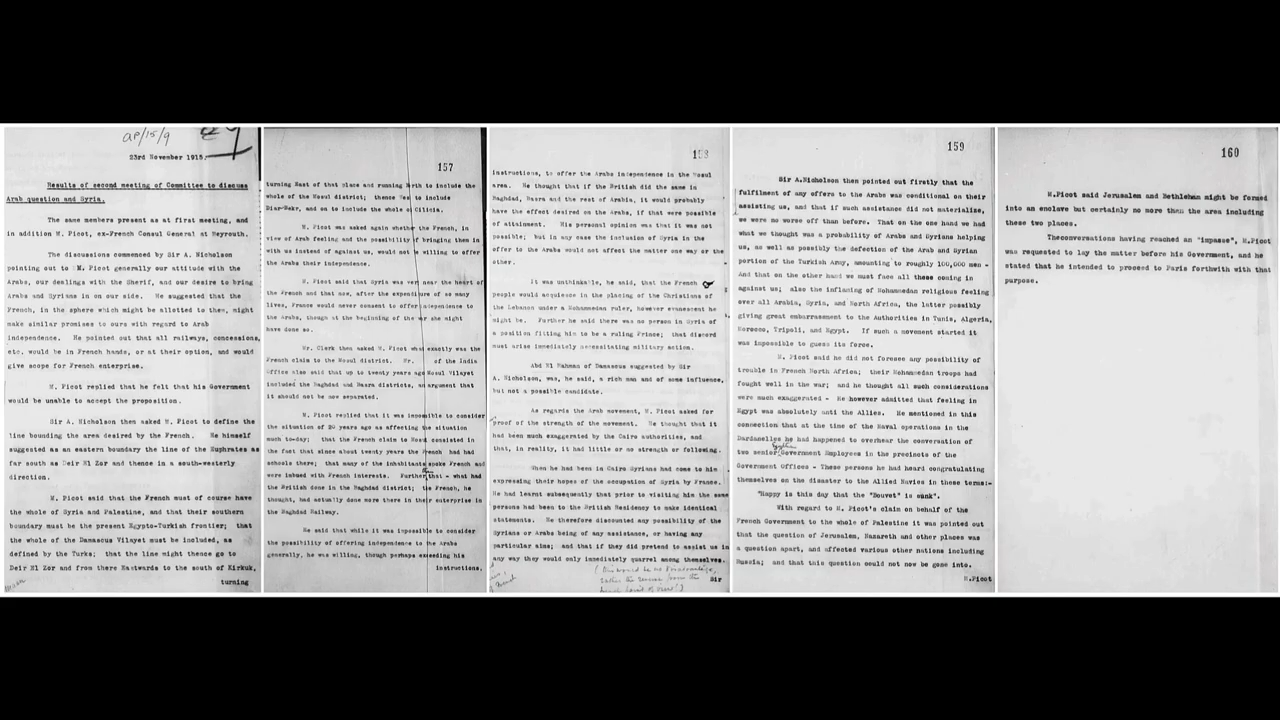 ap/15/9
23rd November 1915.
Results of second meeting of Committee to discuss
Arab question and Syria.
The same members present as at first meeting, and
in addition M. Picot, ex-French Consul General at Beyrouth.
The discussions commenced by Sir A. Nicholson
pointing out to M. Picot generally our attitude with the
Arabs, our dealings with the Sherif, and our desire to bring
Arabs and Syrians in on our side. He suggested that the
French, in the sphere which might be allotted to them, might
make similar promises to ours with regard to Arab
independence. He pointed out that all railways, concessions,
etc. would be in French hands, or at their option, and would
give scope for French enterprise.
M. Picot replied that he felt that his Government
would be unable to accept the proposition.
Sir A. Nicholson then asked M. Picot to define the
line bounding the area desired by the French. He himself
suggested as an eastern boundary the line of the Euphrates as
far south as Deir El Zor and thence in a south-westerly
direction.
M. Picot said that the French must of course have
the whole of Syria and Palestine, and that their southern
boundary must be the present Egypto-Turkish frontier; that
the whole of the Damascus Vilayet must be included, as
defined by the Turks; that the line might thence go to
Deir El Zor and from there Eastwards to the south of Kirkuk,
turning
157
turning East of that place and running North to include the
whole of the Mosul district; thence West to include
Diar-Bekr, and on to include the whole of Cilicia.
M. Picot was asked again whether the French, in
view of Arab feeling and the possibility of bringing them in
with us instead of against us, would not be willing to offer
the Arabs their independence.
M. Picot said that Syria was very near the heart of
the French and that now, after the expenditure of so many
lives, France would never consent to offer independence to
the Arabs, though at the beginning of the war she might
have done so.
Mr. Clerk then asked M. Picot what exactly was the
French claim to the Mosul district. Mr. of the India
Office also said that up to twenty years ago Mosul Vilayet
included the Baghdad and Basra districts, an argument that
it should not be now separated.
M. Picot replied that it was impossible to consider
the situation of 20 years ago as affecting the situation
much to-day; that the French claim to Mosul consisted in
the fact that since about twenty years the French had had
schools there; that many of the inhabitants spoke French and
were imbued with French interests. Further that - what had
the British done in the Baghdad district; the French, he
thought, had actually done more there in their enterprise in
the Baghdad Railway.
He said that while it was impossible to consider
the possibility of offering independence to the Arabs
generally, he was willing, though perhaps exceeding his
instructions,
158
instructions, to offer the Arabs independence in the Mosul
area. He thought that if the British did the same in
Baghdad, Basra and the rest of Arabia, it would probably
have the effect desired on the Arabs, if that were possible
of attainment. His personal opinion was that it was not
possible; but in any case the inclusion of Syria in the
offer to the Arabs would not affect the matter one way or the
other.
It was unthinkable, he said, that the French
people would acquiesce in the placing of the Christians of
the Lebanon under a Mohammedan ruler, however evanescent he
might be. Further he said there was no person in Syria of
a position fitting him to be a ruling Prince; that discord
must arise immediately necessitating military action.
Abd El Rahman of Damascus suggested by Sir
A. Nicholson, was, he said, a rich man and of some influence,
but not a possible candidate.
As regards the Arab movement, M. Picot asked for
proof of the strength of the movement. He thought that it
had been much exaggerated by the Cairo authorities, and
that, in reality, it had little or no strength or following.
When he had been in Cairo Syrians had come to him
expressing their hopes of the occupation of Syria by France.
He had learnt subsequently that prior to visiting him the same
persons had been to the British Residency to make identical
statements. He therefore discounted any possibility of the
Syrians or Arabs being of any assistance, or having any
particular aims; and that if they did pretend to assist us in
any way they would only immediately quarrel among themselves.
Sir
159
Sir A.Nicholson then pointed out firstly that the
fulfilment of any offers to the Arabs was conditional on their
assisting us, and that if such assistance did not materialize,
we were no worse off than before. That on the one hand we had
what we thought was a probability of Arabs and Syrians helping
us, as well as possibly the defection of the Arab and Syrian
portion of the Turkish Army, amounting to roughly 100,000 men -
And that on the other hand we must face all these coming in
against us; also the inflaming of Mohammedan religious feeling
over all Arabia, Syria, and North Africa, the latter possibly
giving great embarrassment to the Authorities in Tunis, Algeria,
Morocco, Tripoli, and Egypt. If such a movement started it
was impossible to guess its force.
M. Picot said he did not foresee any possibility of
trouble in French North Africa; their Mohammedan troops had
fought well in the war; and he thought all such considerations
were much exaggerated - He however admitted that feeling in
Egypt was absolutely anti the Allies. He mentioned in this
connection that at the time of the Naval operations in the
Dardanelles he had happened to overhear the conversation of
two senior Egyptian Government Employees in the precincts of the
Government Offices - These persons he had heard congratulating
themselves on the disaster to the Allied Navies in these terms:-
"Happy is this day that the "Bouvet" is sunk".
With regard to M. Picot's claim on behalf of the
French Government to the whole of Palestine it was pointed out
that the question of Jerusalem, Nazareth and other places was
a question apart, and affected various other nations including
Russia; and that this question could not now be gone into.
M.Picot
160
M.Picot said Jerusalem and Bethlehem might be formed
into an enclave but certainly no more than the area including
these two places.
The conversations having reached an "impasse", M.Picot
was requested to lay the matter before his Government, and he
stated that he intended to proceed to Paris forthwith with that
purpose.